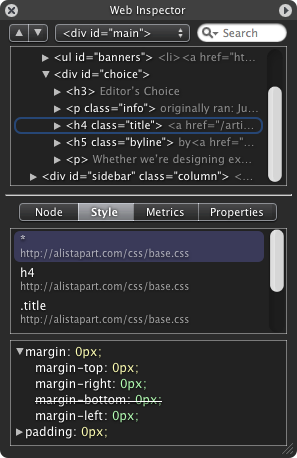 Web Inspector
<div id="main"> Search
<ul id="banners"> <li><a href="ht...
<div id="choice">
<h3> Editor's Choice
<p class="info"> originally ran: Ju...
<h4 class="title"> <a href="/arti...
<h5 class="byline"> by<a href="...
<p> Whether we're designing ex...
<div id="sidebar" class="column"> <...
Node Style Metrics Properties
*
http://alistapart.com/css/base.css
h4
http://alistapart.com/css/base.css
.title
http://alistapart.com/css/base.css
margin: 0px;
margin-top: 0px;
margin-right: 0px;
margin-bottom: 0px;
margin-left: 0px;
padding: 0px;